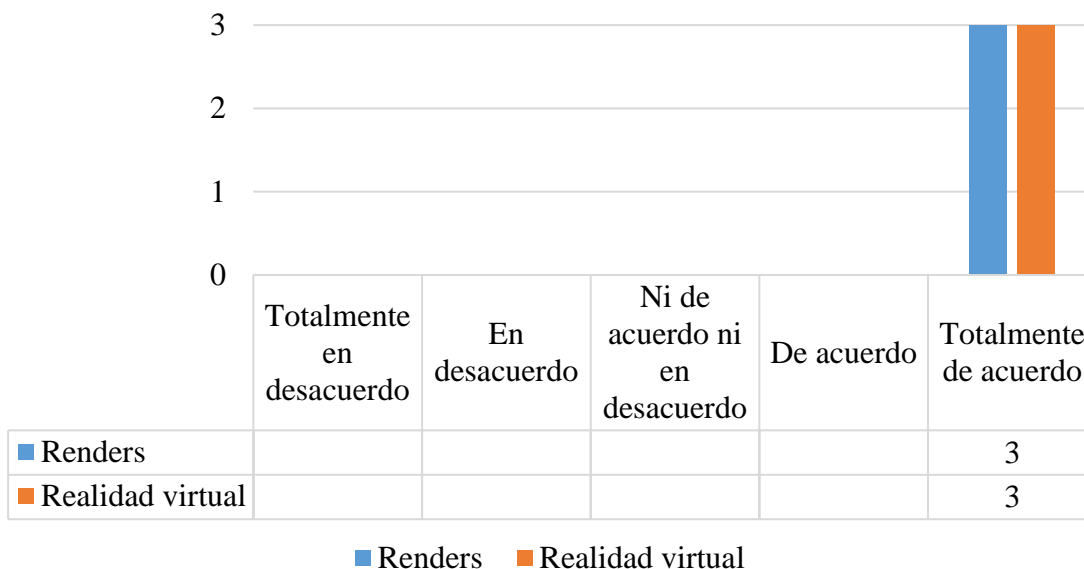 3
2
1
0
Totalmente
en
desacuerdo
En
desacuerdo
Ni de
acuerdo ni
en
desacuerdo
De acuerdo
Totalmente
de acuerdo
Renders 3
Realidad virtual 3
Renders Realidad virtual